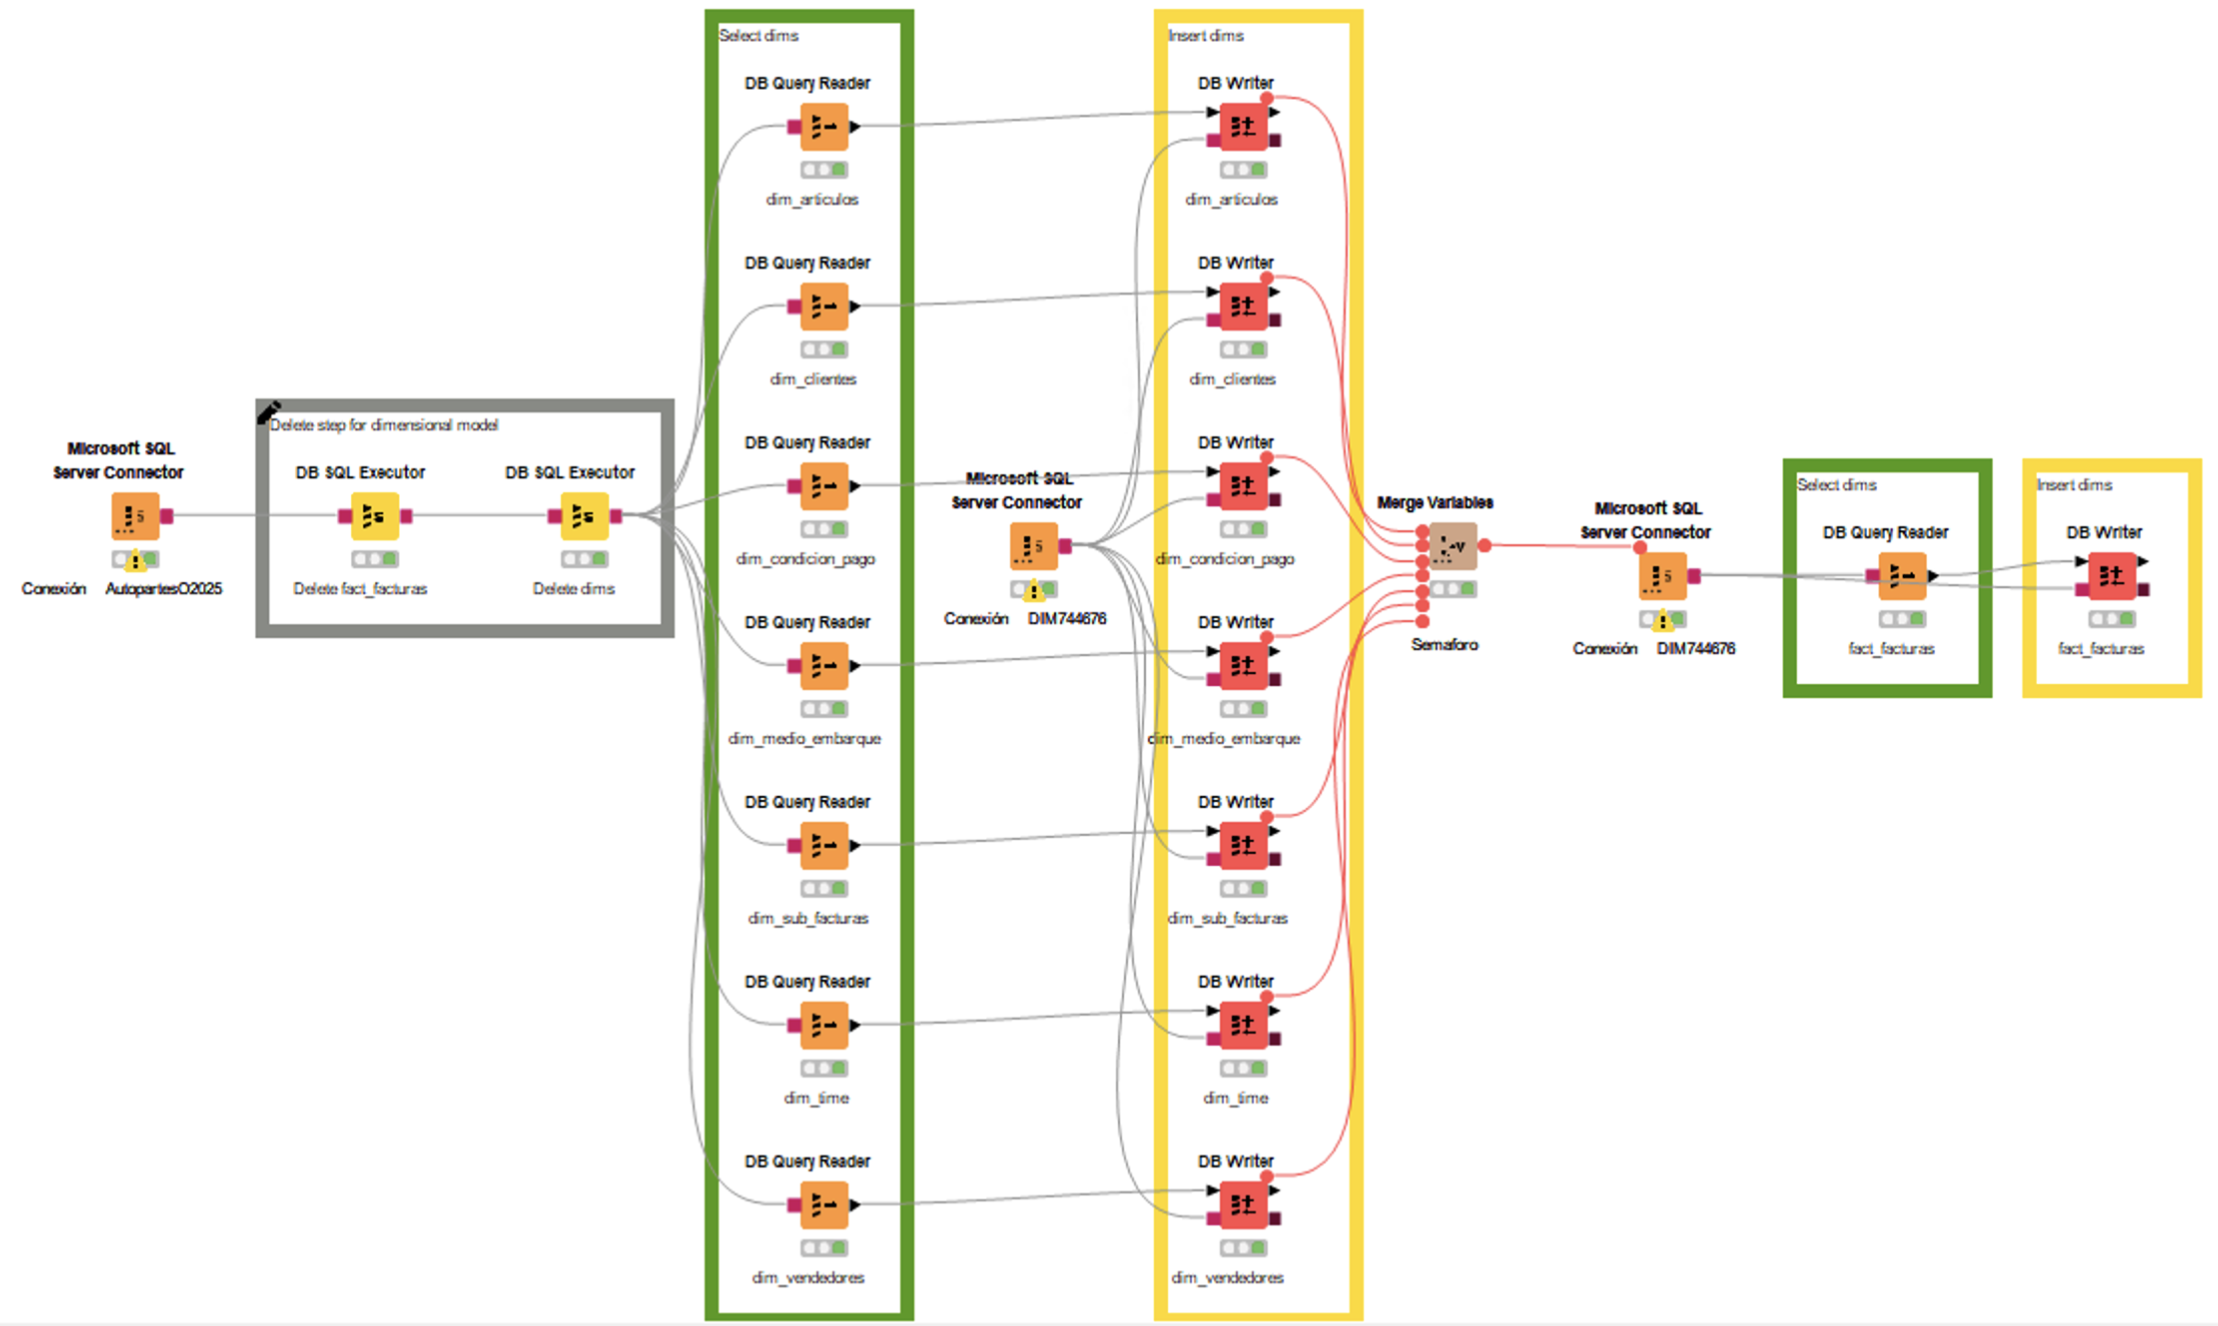 Microsoft SQL
Server Connector
Conexión AutopartesO2025
Delete step for dimensional model
DB SQL Executor
Delete fact_facturas
DB SQL Executor
Delete dims
Select dims
DB Query Reader
dim_articulos
DB Query Reader
dim_clientes
DB Query Reader
dim_condicion_pago
DB Query Reader
dim_medio_embarque
DB Query Reader
dim_sub_facturas
DB Query Reader
dim_time
DB Query Reader
dim_vendedores
Microsoft SQL
Server Connector
Conexión DIM744676
Insert dims
DB Writer
dim_articulos
DB Writer
dim_clientes
DB Writer
dim_condicion_pago
DB Writer
dim_medio_embarque
DB Writer
dim_sub_facturas
DB Writer
dim_time
DB Writer
dim_vendedores
Merge Variables
Semaforo
Microsoft SQL
Server Connector
Conexión DIM744676
Select dims
DB Query Reader
fact_facturas
Insert dims
DB Writer
fact_facturas